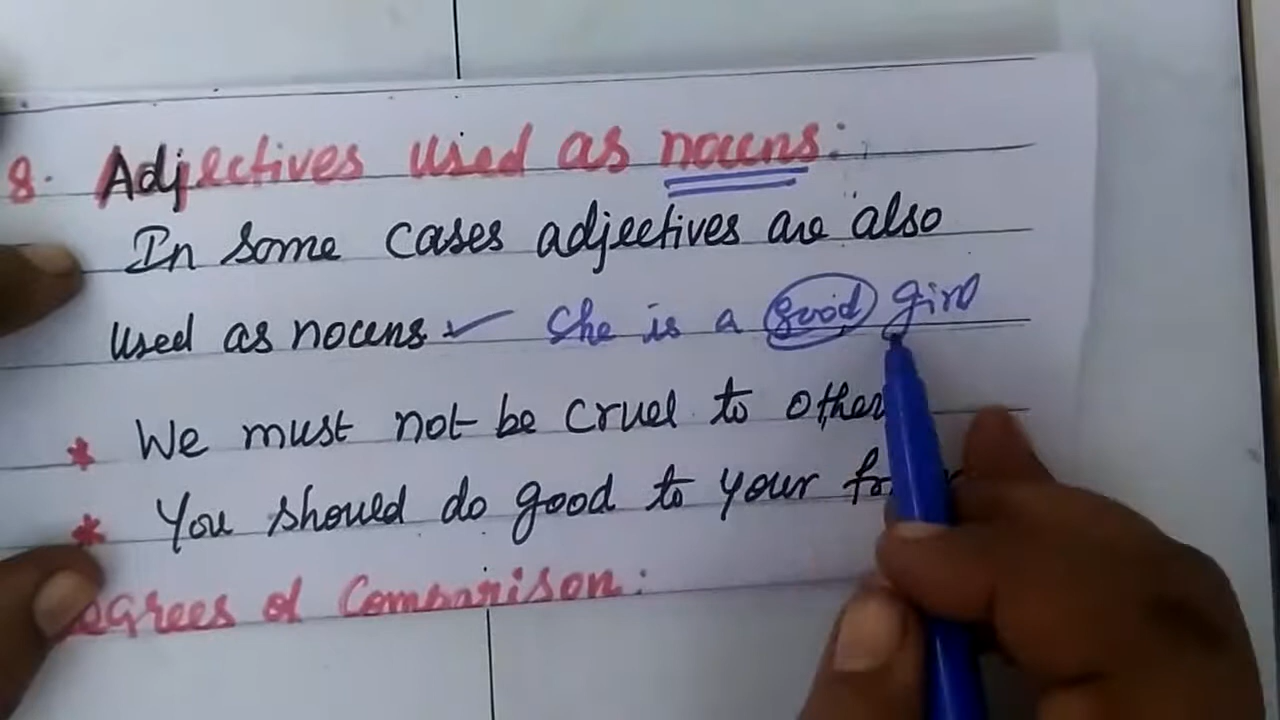 8. Adjectives used as nouns:
In some cases adjectives are also
used as nouns ✓ She is a good girl
* We must not be cruel to other
* You should do good to your
egrees of Comparison: